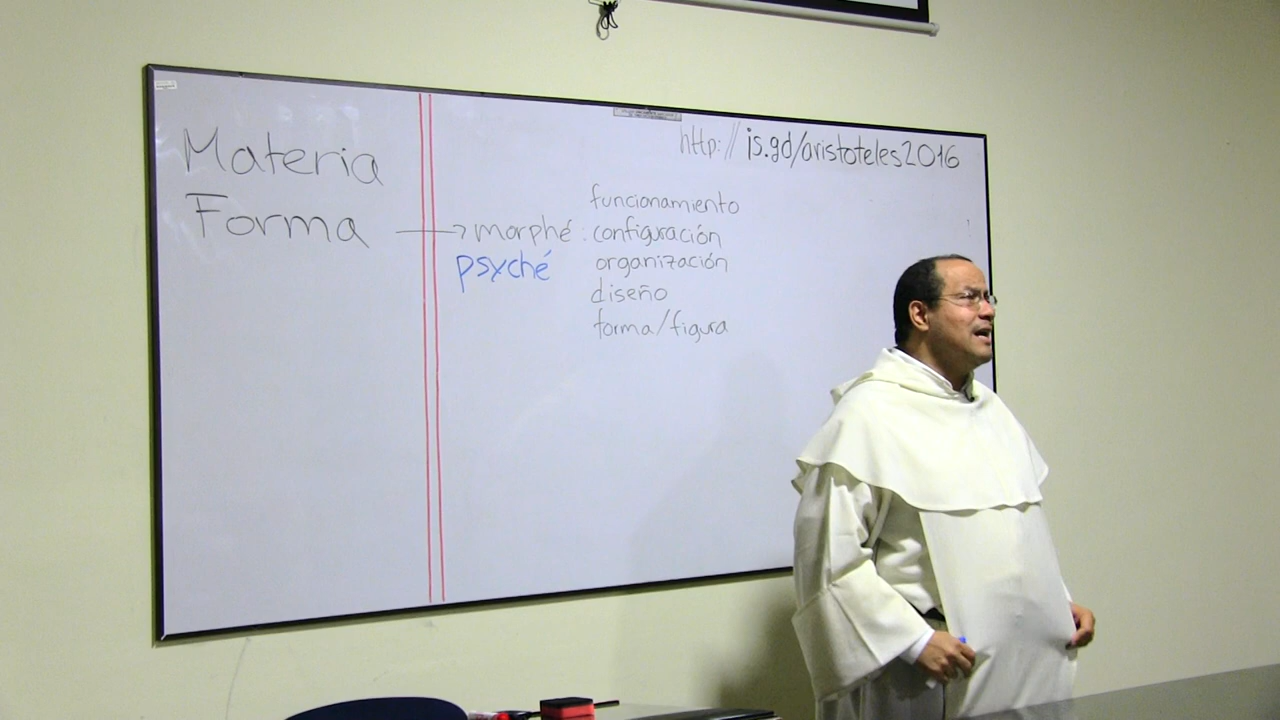 Materia
Forma
http://is.gd/aristoteles2016
funcionamiento
→ morphé : configuración
psyché
organización
diseño
forma/figura